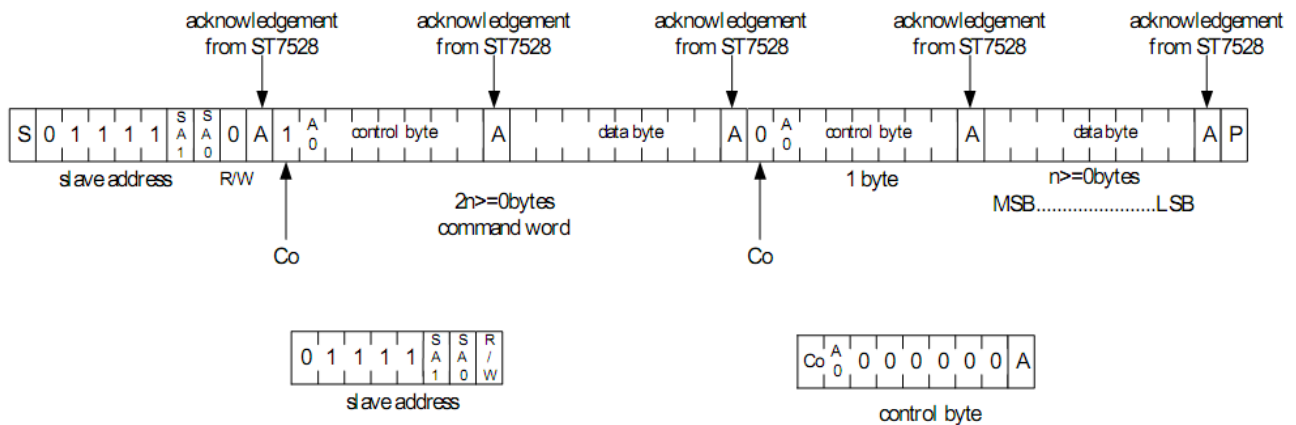 acknowledgement from ST7528
acknowledgement from ST7528
acknowledgement from ST7528
acknowledgement from ST7528
acknowledgement from ST7528
S 0 1 1 1 1 SA1 SA0 0 A 1 A0 control byte A data byte A 0 A0 control byte A data byte A P
slave address R/W 1 byte n>=0bytes
2n>=0bytes MSB.......................LSB
command word
Co Co
0 1 1 1 1 SA1 SA0 R/W
slave address
Co A0 0 0 0 0 0 0 A
control byte